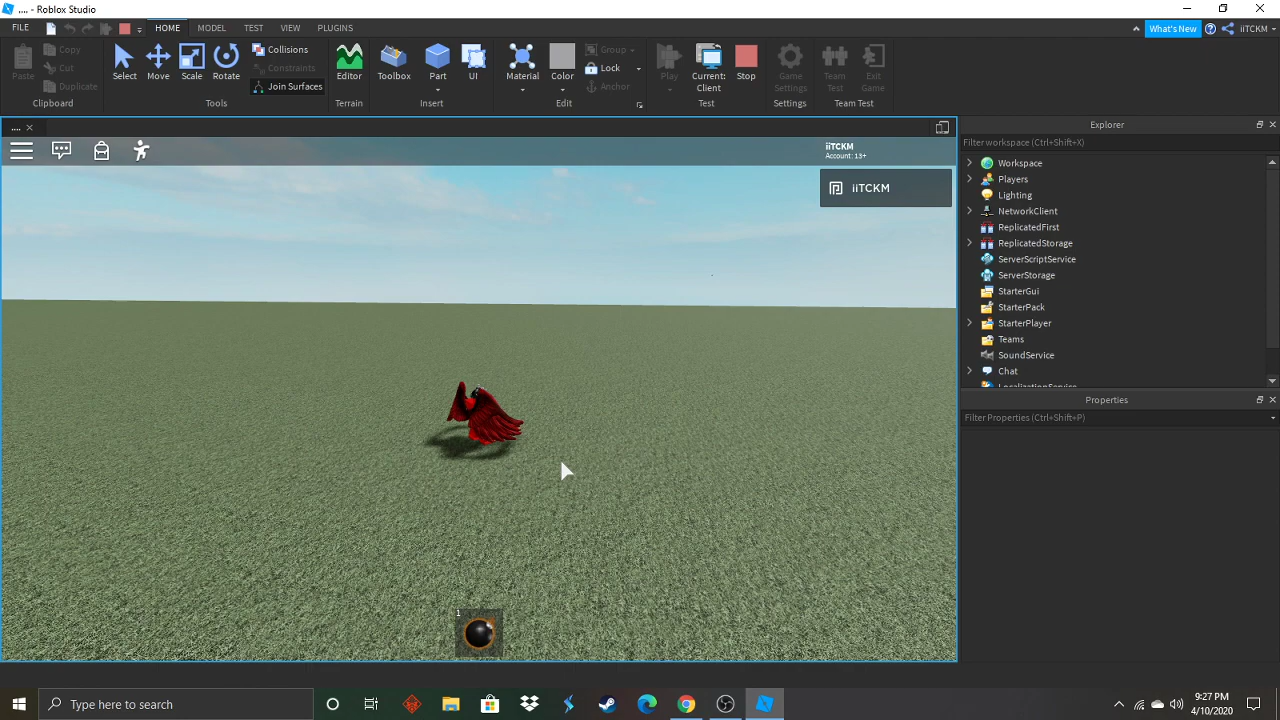 .... - Roblox Studio
FILE HOME MODEL TEST VIEW PLUGINS What's New iiTCKM
Paste Copy Cut Duplicate Clipboard
Select Move Scale Rotate Collisions Constraints Join Surfaces Tools
Editor Terrain
Toolbox Part UI Insert
Material Color Group Lock Anchor Edit
Play Current: Client Stop Test
Game Settings Settings
Team Test Exit Game Team Test
....
iiTCKM
Account: 13+
iiTCKM
1
Explorer
Filter workspace (Ctrl+Shift+X)
Workspace
Players
Lighting
NetworkClient
ReplicatedFirst
ReplicatedStorage
ServerScriptService
ServerStorage
StarterGui
StarterPack
StarterPlayer
Teams
SoundService
Chat
LocalizationService
Properties
Filter Properties (Ctrl+Shift+P)
Type here to search
9:27 PM
4/10/2020